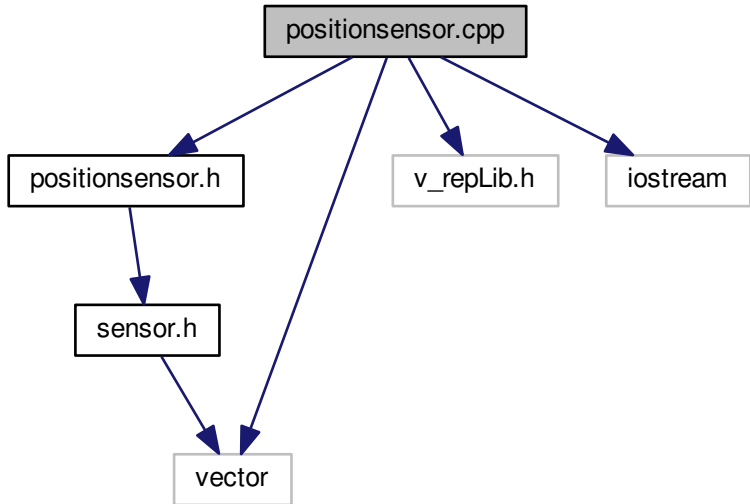 positionsensor.cpp
positionsensor.h
v_repLib.h
iostream
sensor.h
vector